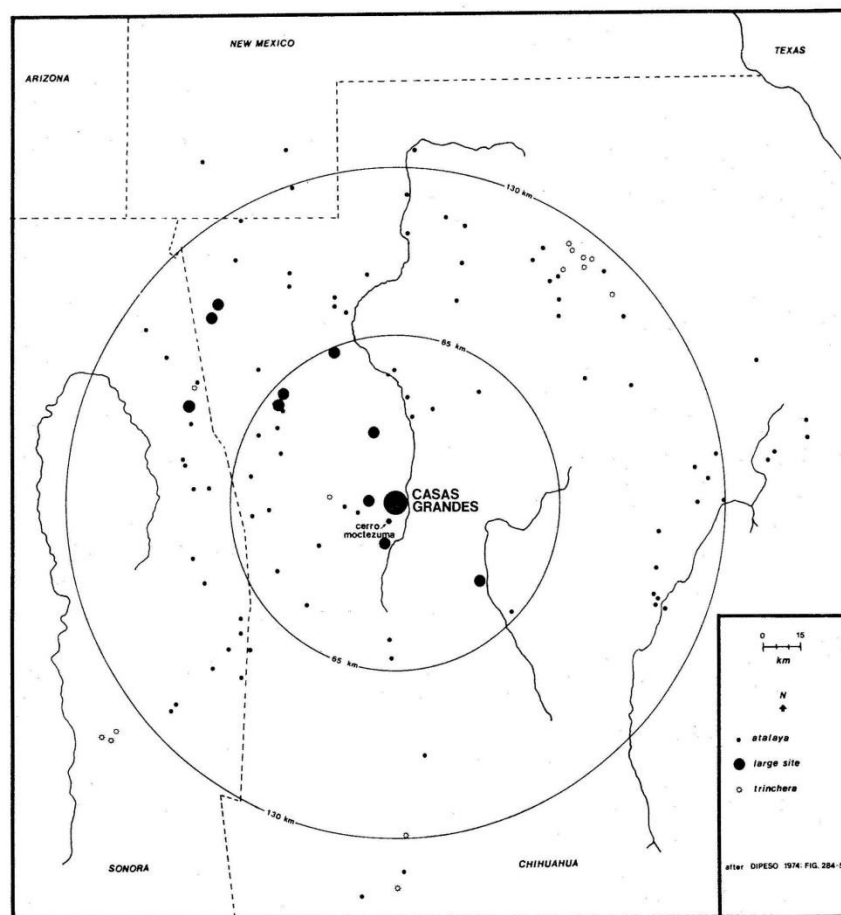 NEW MEXICO
TEXAS
ARIZONA
130 km
65 km
CASAS
GRANDES
cerro
moctezuma
65 km
0 15
km
N
atalaya
large site
trinchera
130 km
SONORA
CHIHUAHUA
after DIPESO 1974: FIG. 284-5